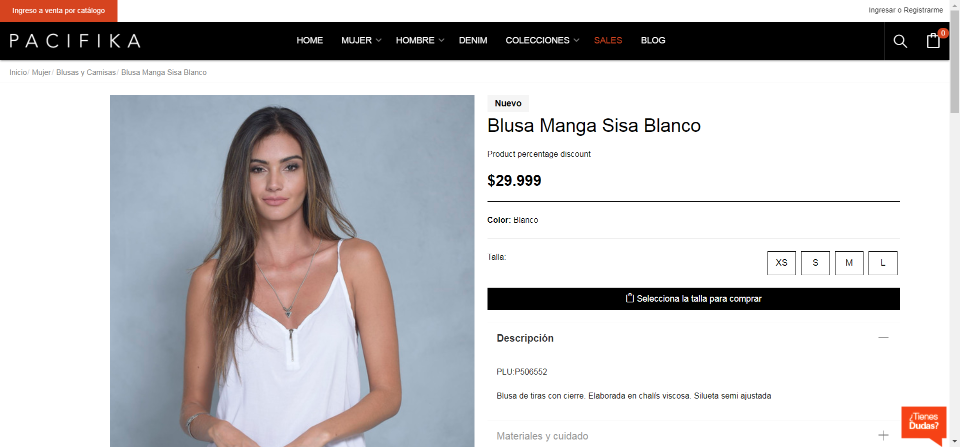 Ingreso a venta por catálogo
Ingresar o Registrarme
PACIFIKA
HOME MUJER HOMBRE DENIM COLECCIONES SALES BLOG
0
Inicio/ Mujer/ Blusas y Camisas/ Blusa Manga Sisa Blanco
Nuevo
Blusa Manga Sisa Blanco
Product percentage discount
$29.999
Color: Blanco
Talla: XS S M L
Selecciona la talla para comprar
Descripción
PLU:P506552
Blusa de tiras con cierre. Elaborada en chalís viscosa. Silueta semi ajustada
Materiales y cuidado
¿Tienes
Dudas?